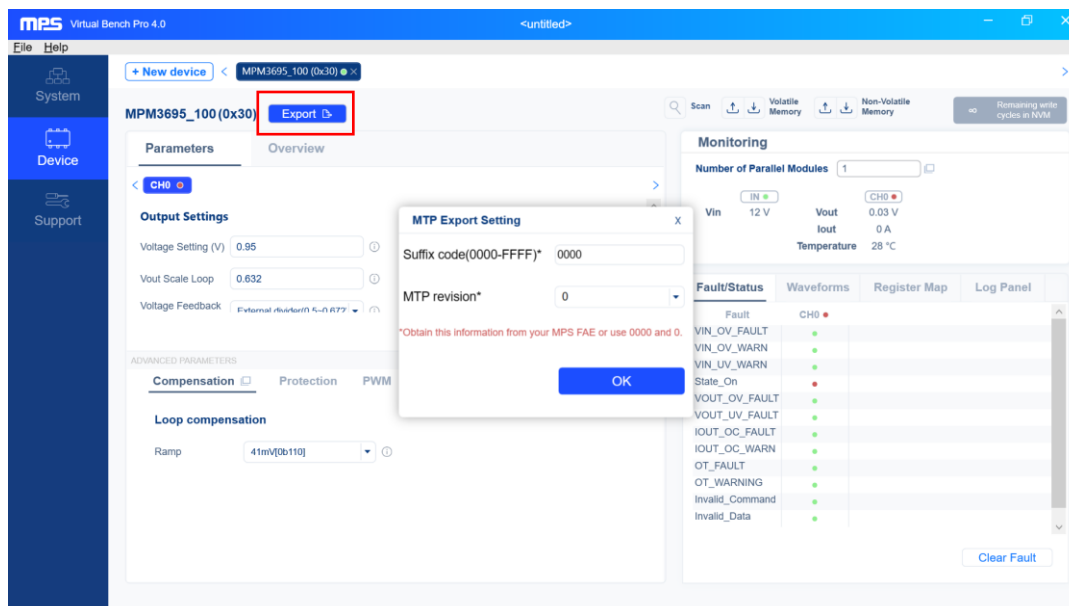 MPS Virtual Bench Pro 4.0 <untitled>
File Help
System
Device
Support
+ New device < MPM3695_100 (0x30) × >
MPM3695_100 (0x30) Export
Scan Volatile Memory Non-Volatile Memory ∞ Remaining write cycles in NVM
Parameters Overview
< CH0 >
Output Settings
Voltage Setting (V) 0.95
Vout Scale Loop 0.632
Voltage Feedback External divider(0.5~0.672
ADVANCED PARAMETERS
Compensation Protection PWM
Loop compensation
Ramp 41mV[0b110]
MTP Export Setting X
Suffix code(0000-FFFF)* 0000
MTP revision* 0
*Obtain this information from your MPS FAE or use 0000 and 0.
OK
Monitoring
Number of Parallel Modules 1
IN CH0
Vin 12 V Vout 0.03 V
Iout 0 A
Temperature 28 °C
Fault/Status Waveforms Register Map Log Panel
Fault CH0
VIN_OV_FAULT
VIN_OV_WARN
VIN_UV_WARN
State_On
VOUT_OV_FAULT
VOUT_UV_FAULT
IOUT_OC_FAULT
IOUT_OC_WARN
OT_FAULT
OT_WARNING
Invalid_Command
Invalid_Data
Clear Fault